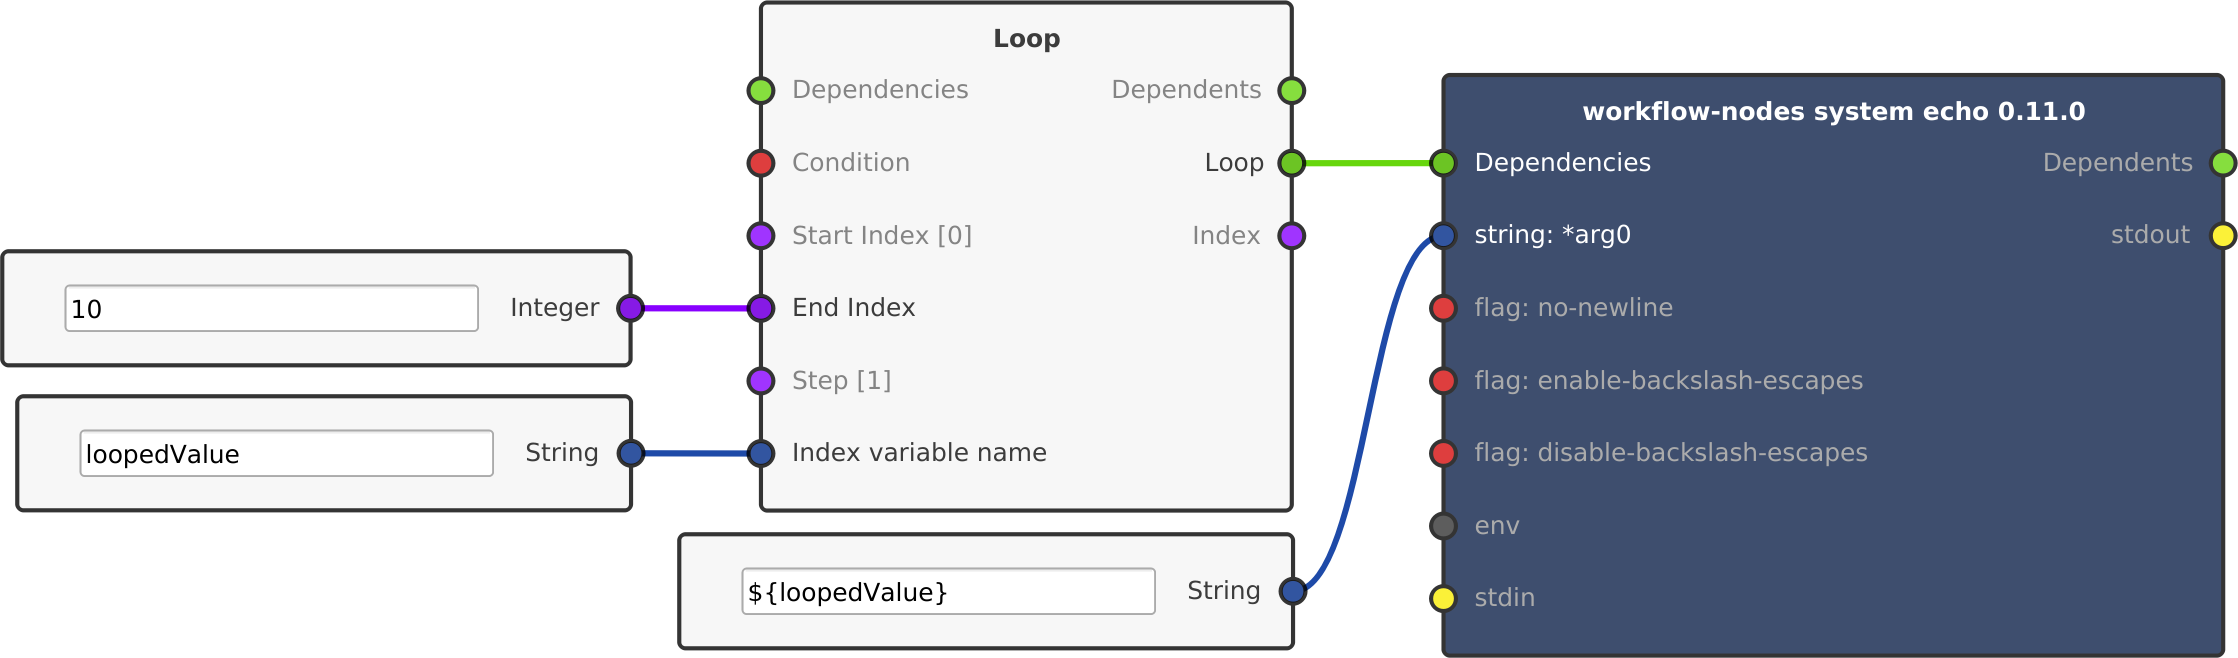 10
Integer
loopedValue
String
Loop
Dependencies
Dependents
Condition
Loop
Start Index [0]
Index
End Index
Step [1]
Index variable name
${loopedValue}
String
workflow-nodes system echo 0.11.0
Dependencies
Dependents
string: *arg0
stdout
flag: no-newline
flag: enable-backslash-escapes
flag: disable-backslash-escapes
env
stdin